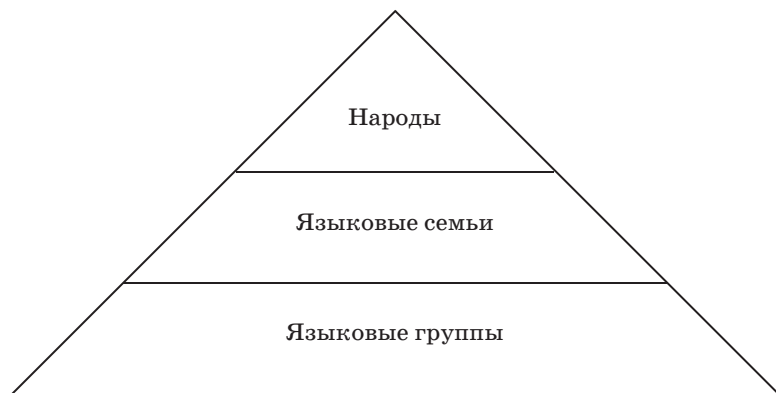 Народы
Языковые семьи
Языковые группы